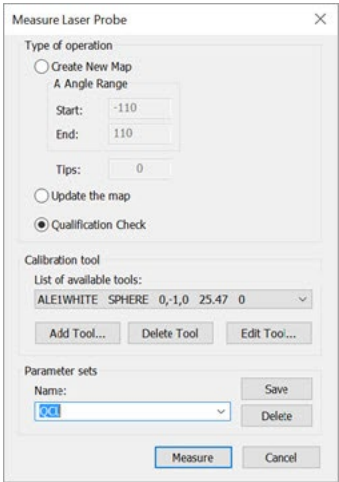 Measure Laser Probe
Type of operation
Create New Map
A Angle Range
Start: -110
End: 110
Tips: 0
Update the map
Qualification Check
Calibration tool
List of available tools:
ALE1WHITE SPHERE 0,-1,0 25.47 0
Add Tool... Delete Tool Edit Tool...
Parameter sets
Name:
Save
QCL
Delete
Measure Cancel